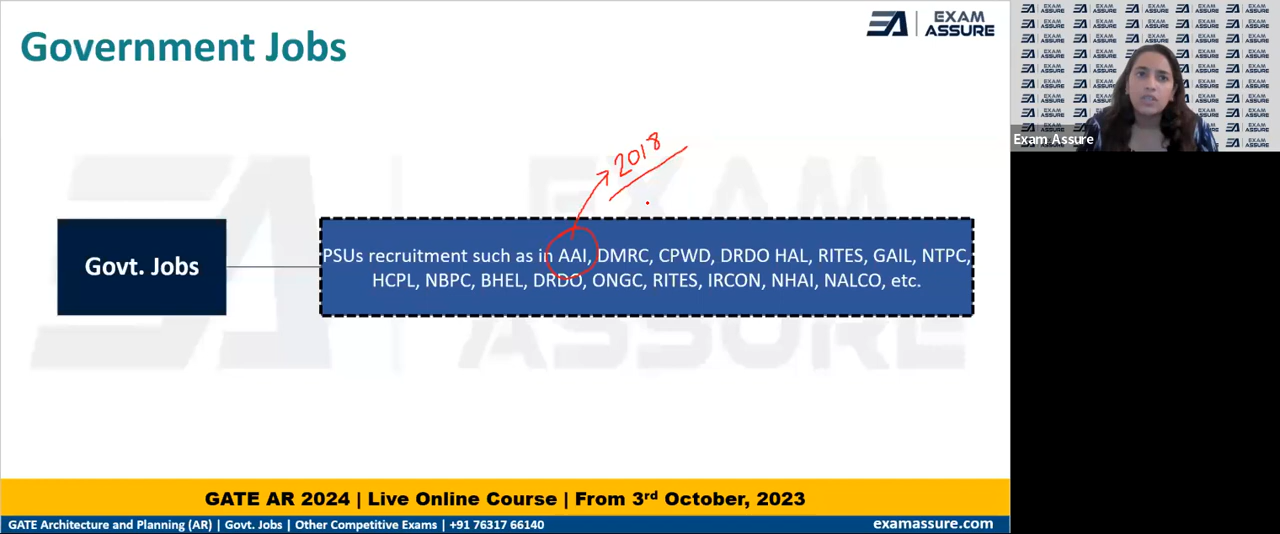 Government Jobs
EA | EXAM
ASSURE
Exam Assure
2018
Govt. Jobs
PSUs recruitment such as in AAI, DMRC, CPWD, DRDO HAL, RITES, GAIL, NTPC,
HCPL, NBPC, BHEL, DRDO, ONGC, RITES, IRCON, NHAI, NALCO, etc.
GATE AR 2024 | Live Online Course | From 3rd October, 2023
GATE Architecture and Planning (AR) | Govt. Jobs | Other Competitive Exams | +91 76317 66140
examassure.com